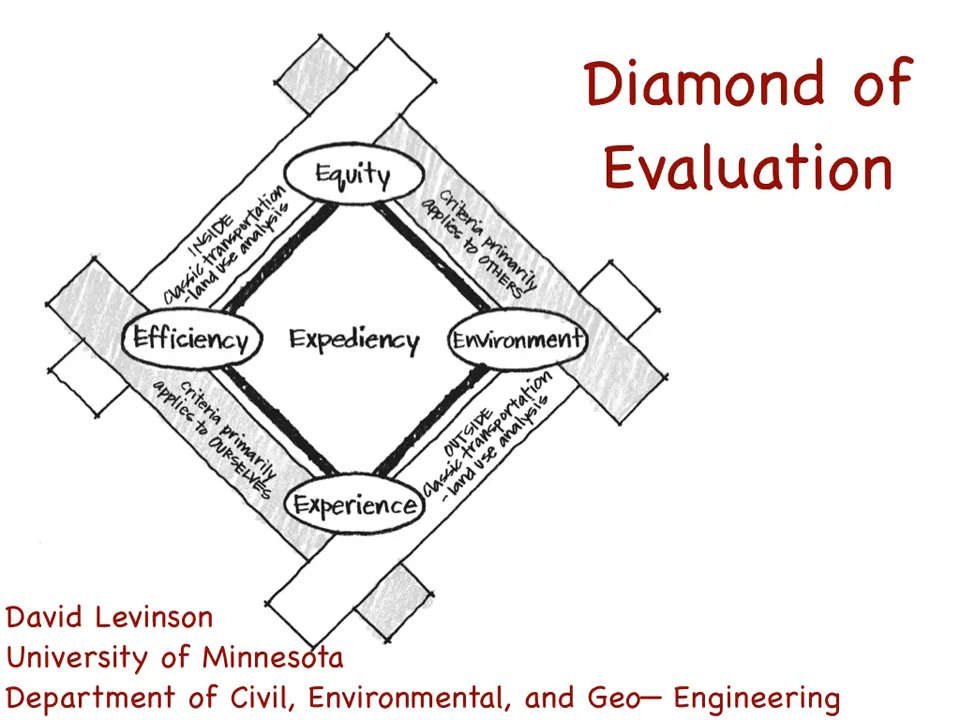 Diamond of
Evaluation
Equity
INSIDE
Classic transportation
-land use analysis
Criteria primarily
applies to OTHERS
Efficiency
Expediency
Environment
Criteria primarily
applies to OURSELVES
OUTSIDE
Classic transportation
- land use analysis
Experience
David Levinson
University of Minnesota
Department of Civil, Environmental, and Geo— Engineering